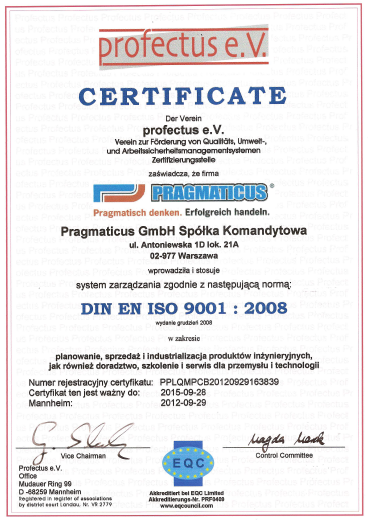 profectus e.V.
CERTIFICATE
Der Verein
profectus e.V.
Verein zur Förderung von Qualitäts, Umwelt-,
und Arbeitssicherheitsmanagementsystemen
Zertifizierungsstelle
zaświadcza, że firma
PRAGMATICUS®
Pragmatisch denken. Erfolgreich handeln.
Pragmaticus GmbH Spółka Komandytowa
ul. Antoniewska 1D lok. 21A
02-977 Warszawa
wprowadziła i stosuje
system zarządzania zgodnie z następującą normą:
DIN EN ISO 9001 : 2008
wydanie grudzień 2008
w zakresie
planowanie, sprzedaż i industrializacja produktów inżynieryjnych,
jak również doradztwo, szkolenie i serwis dla przemysłu i technologii
Numer rejestracyjny certyfikatu: PPLQMPCB20120929163839
Certyfikat ten jest ważny do: 2015-09-28
Mannheim: 2012-09-29
Vice Chairman
Control Committee
Profectus e.V.
Office
Mudauer Ring 99
D -68259 Mannheim
Registered in register of associations
by district court Landau, Nr. VR 2779
EQC
Akkreditiert bei EQC Limited
Akkreditierung-Nr. PRF0409
www.eqcouncil.com